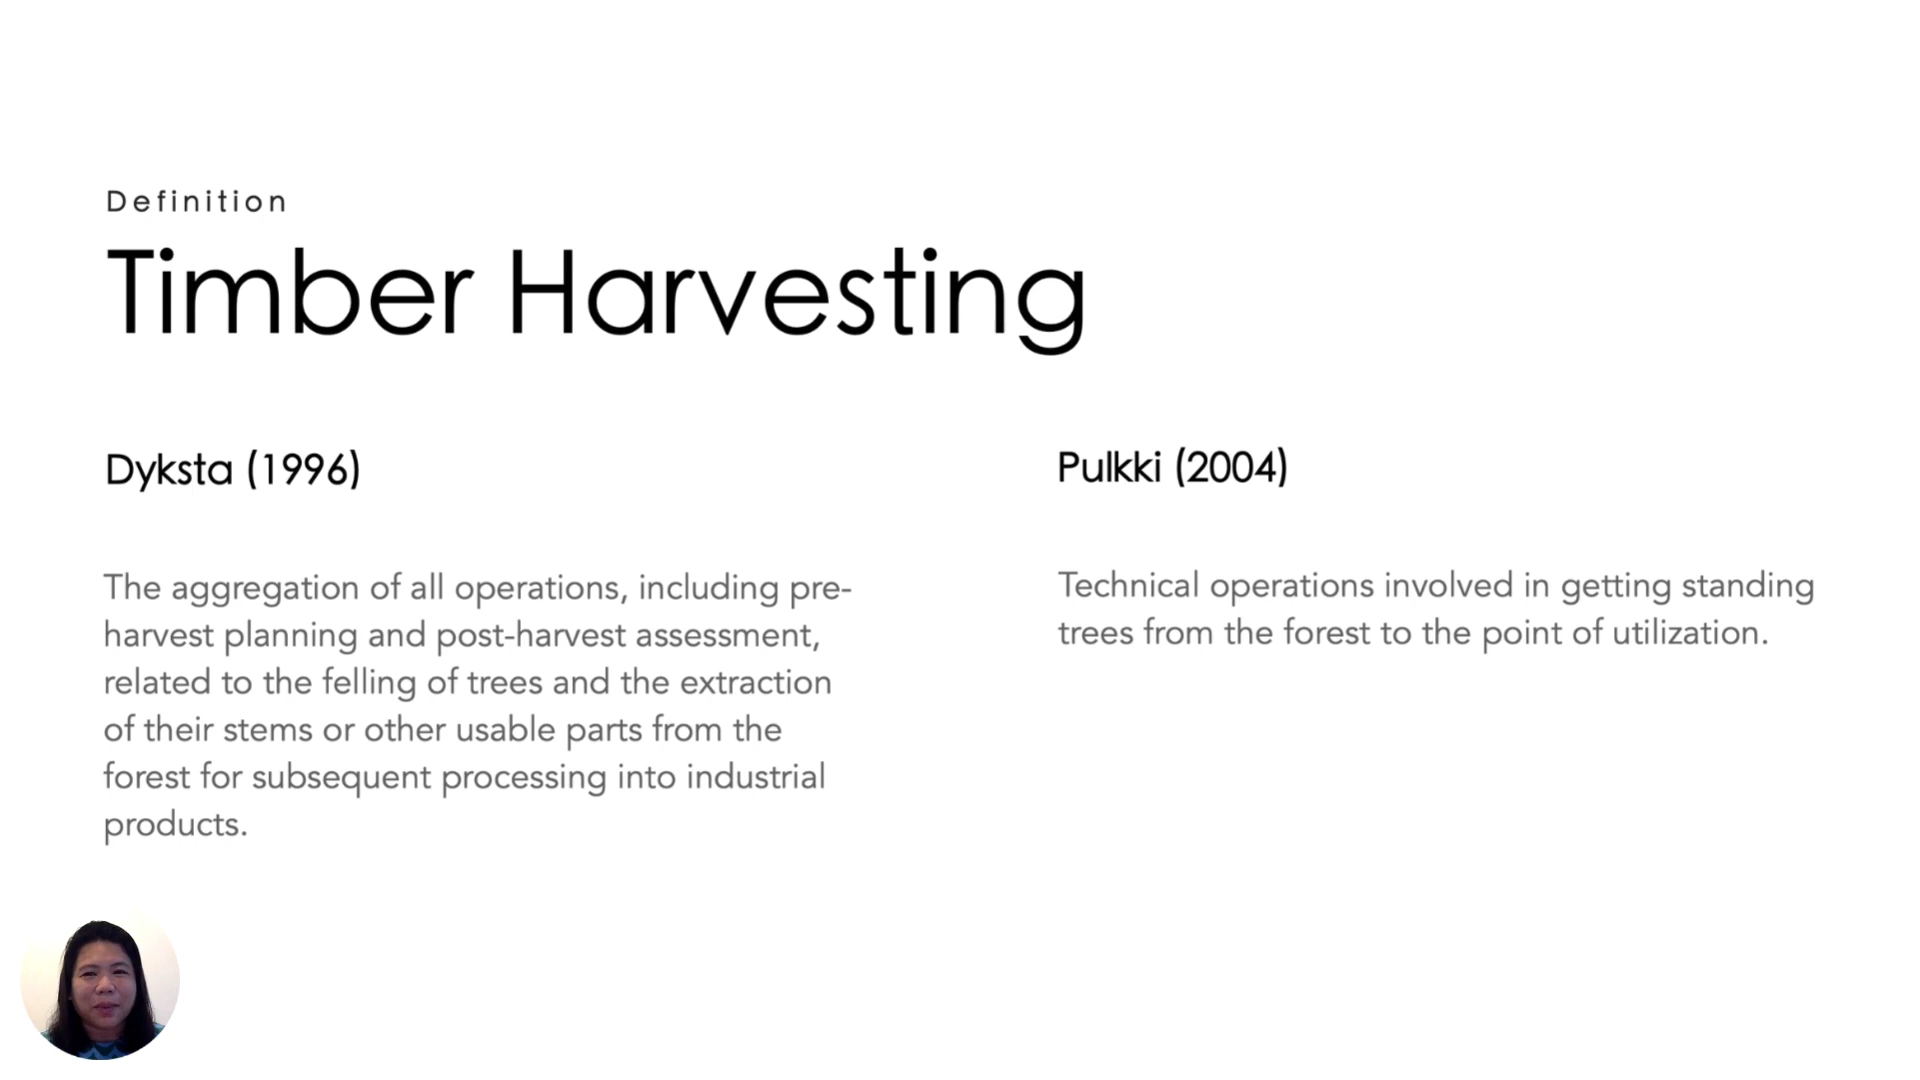 Definition
Timber Harvesting
Dyksta (1996)
The aggregation of all operations, including pre-
harvest planning and post-harvest assessment,
related to the felling of trees and the extraction
of their stems or other usable parts from the
forest for subsequent processing into industrial
products.
Pulkki (2004)
Technical operations involved in getting standing
trees from the forest to the point of utilization.